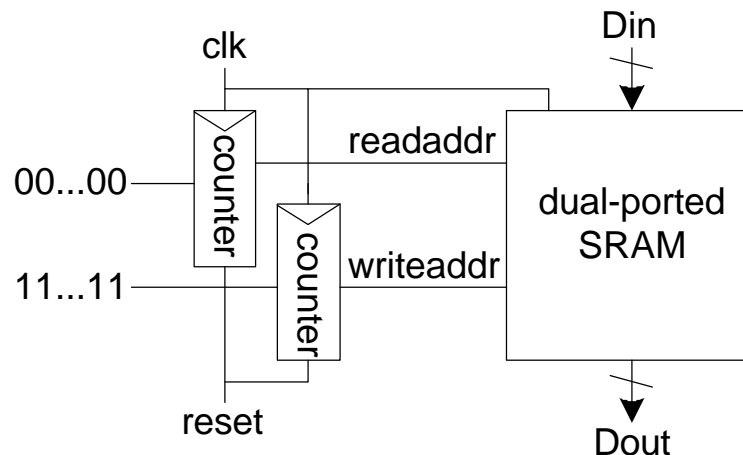 clk
Din
counter
readaddr
00...00
dual-ported
SRAM
counter
writeaddr
11...11
reset
Dout